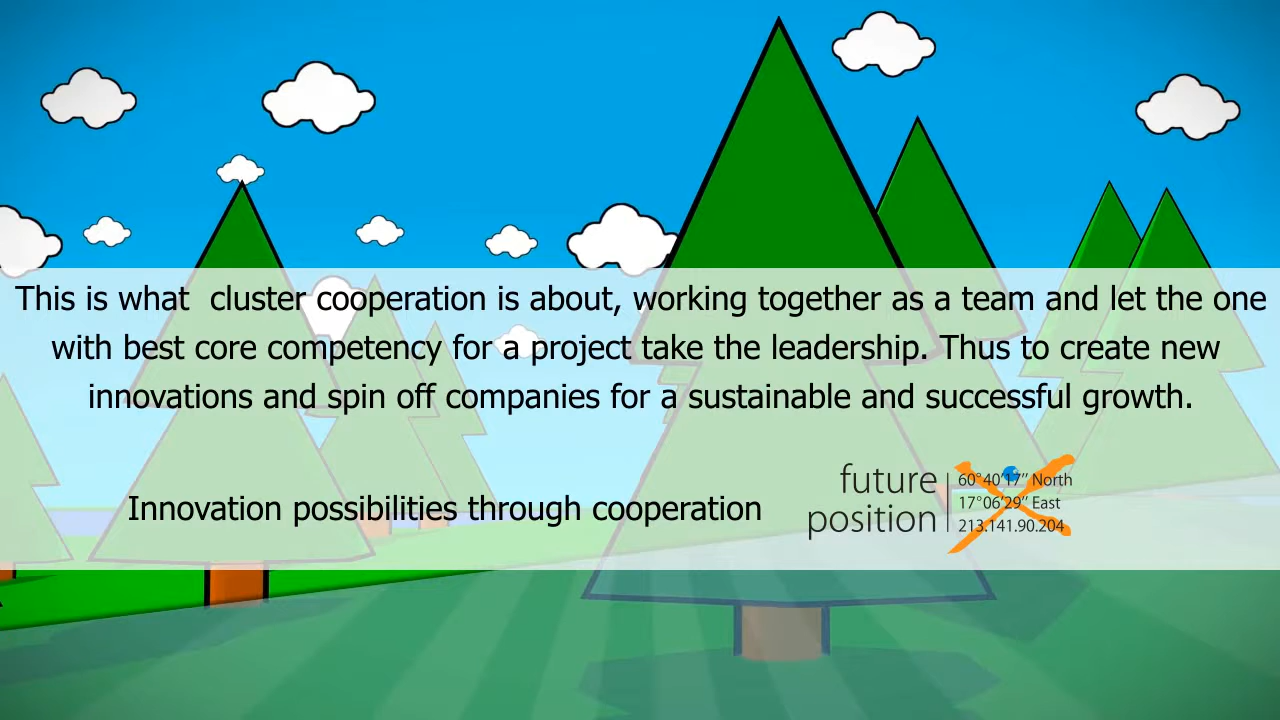 This is what  cluster cooperation is about, working together as a team and let the one
with best core competency for a project take the leadership. Thus to create new
innovations and spin off companies for a sustainable and successful growth.
Innovation possibilities through cooperation
future
position
60°40'17'' North
17°06'29'' East
213.141.90.204